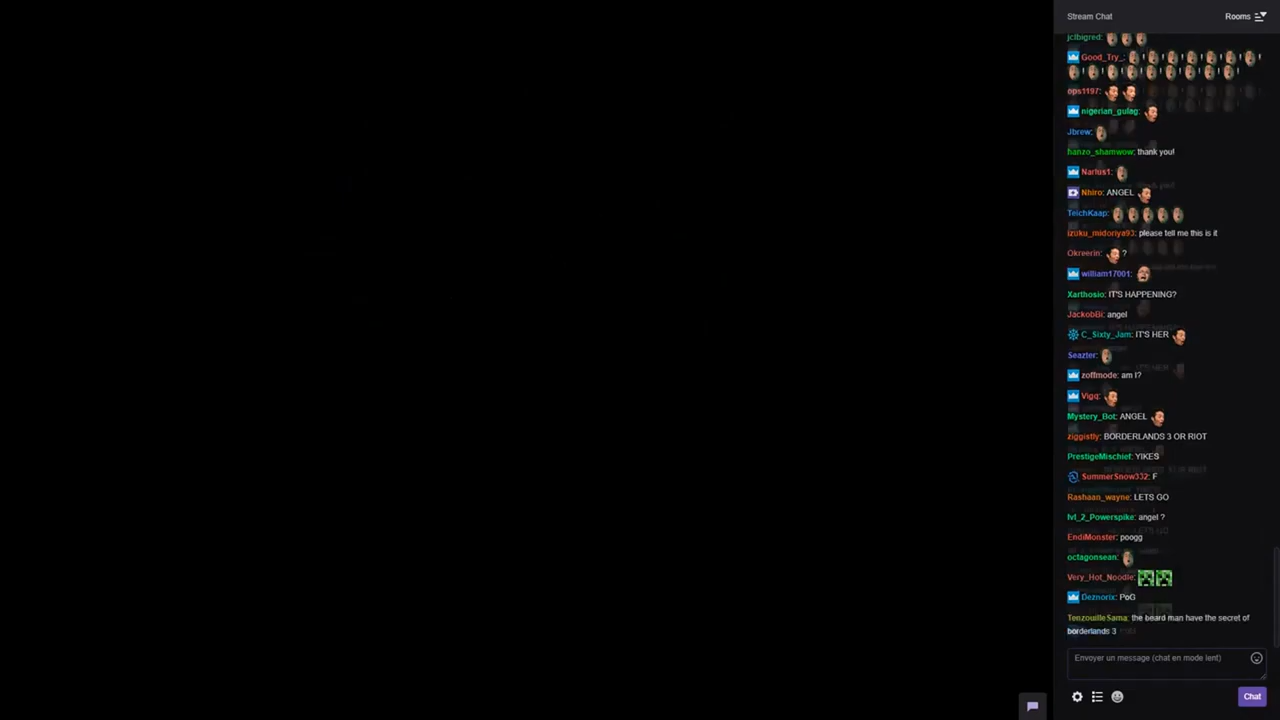 Stream Chat
Rooms
jclbigred:
Good_Try_:
ops1197:
nigerian_gulag:
Jbrew:
hanzo_shamwow: thank you!
Narius1:
Nhiro: ANGEL
TeichKaap:
izuku_midoriya93: please tell me this is it
Okreerin: ?
william17001:
Xarthosio: IT'S HAPPENING?
JackobBi: angel
C_Sixty_Jam: IT'S HER
Seazter:
zoffmode: am I?
Vigq:
Mystery_Bot: ANGEL
ziggistly: BORDERLANDS 3 OR RIOT
PrestigeMischief: YIKES
SummerSnow332: F
Rashaan_wayne: LETS GO
lvl_2_Powerspike: angel ?
EndiMonster: poogg
octagonsean:
Very_Hot_Noodle:
Deznorix: PoG
TenzouilleSama: the beard man have the secret of
borderlands 3
Envoyer un message (chat en mode lent)
Chat